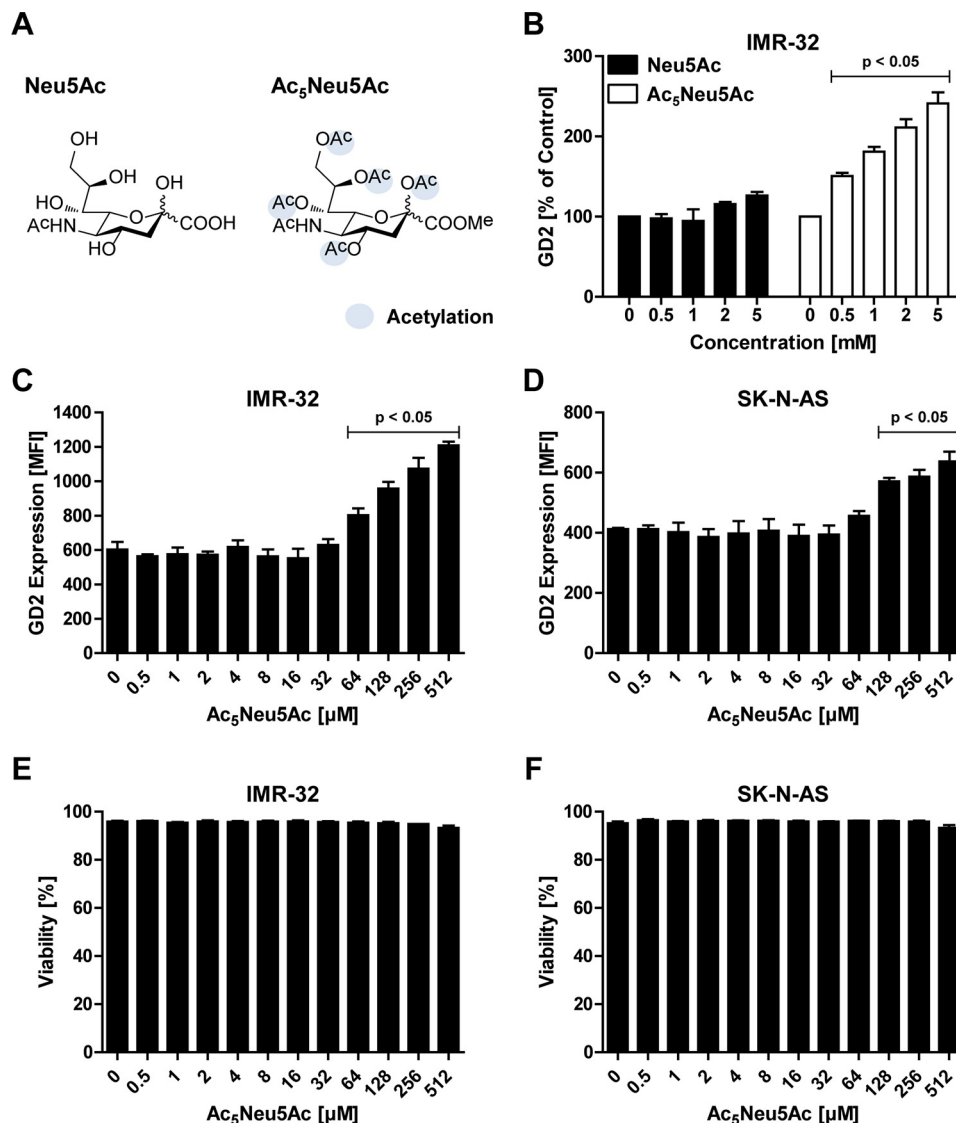 A
Neu5Ac
Ac₅Neu5Ac
OH
OH
OH
HO
O
COOH
AcHN
HO
OAc
OAc
OAc
AcO
O
COOMe
AcHN
AcO
Acetylation
B
IMR-32
p < 0.05
Neu5Ac
Ac₅Neu5Ac
GD2 [% of Control]
300
200
100
0
0 0.5 1 2 5 0 0.5 1 2 5
Concentration [mM]
C
IMR-32
p < 0.05
GD2 Expression [MFI]
1400
1200
1000
800
600
400
200
0
0 0.5 1 2 4 8 16 32 64 128 256 512
Ac₅Neu5Ac [µM]
D
SK-N-AS
p < 0.05
GD2 Expression [MFI]
800
600
400
200
0
0 0.5 1 2 4 8 16 32 64 128 256 512
Ac₅Neu5Ac [µM]
E
IMR-32
Viability [%]
100
80
60
40
20
0
0 0.5 1 2 4 8 16 32 64 128 256 512
Ac₅Neu5Ac [µM]
F
SK-N-AS
Viability [%]
100
80
60
40
20
0
0 0.5 1 2 4 8 16 32 64 128 256 512
Ac₅Neu5Ac [µM]